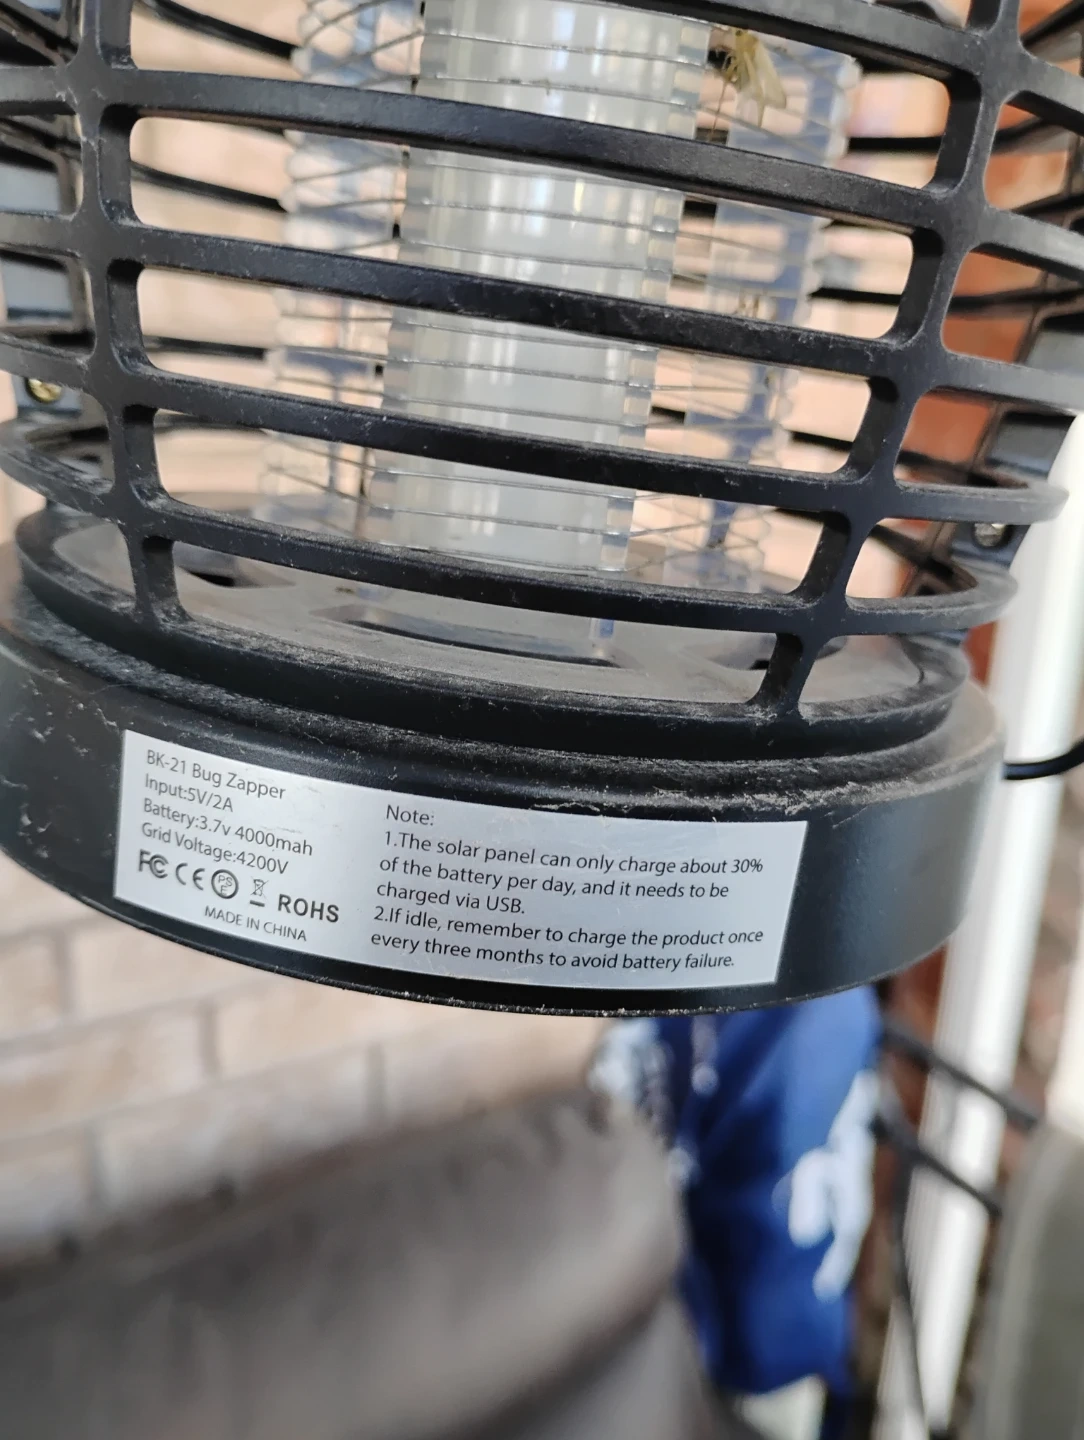 BK-21 Bug Zapper
Input:5V/2A
Battery:3.7v 4000mah
Grid Voltage:4200V
FC CE PS E ROHS
MADE IN CHINA
Note:
1.The solar panel can only charge about 30%
of the battery per day, and it needs to be
charged via USB.
2.If idle, remember to charge the product once
every three months to avoid battery failure.